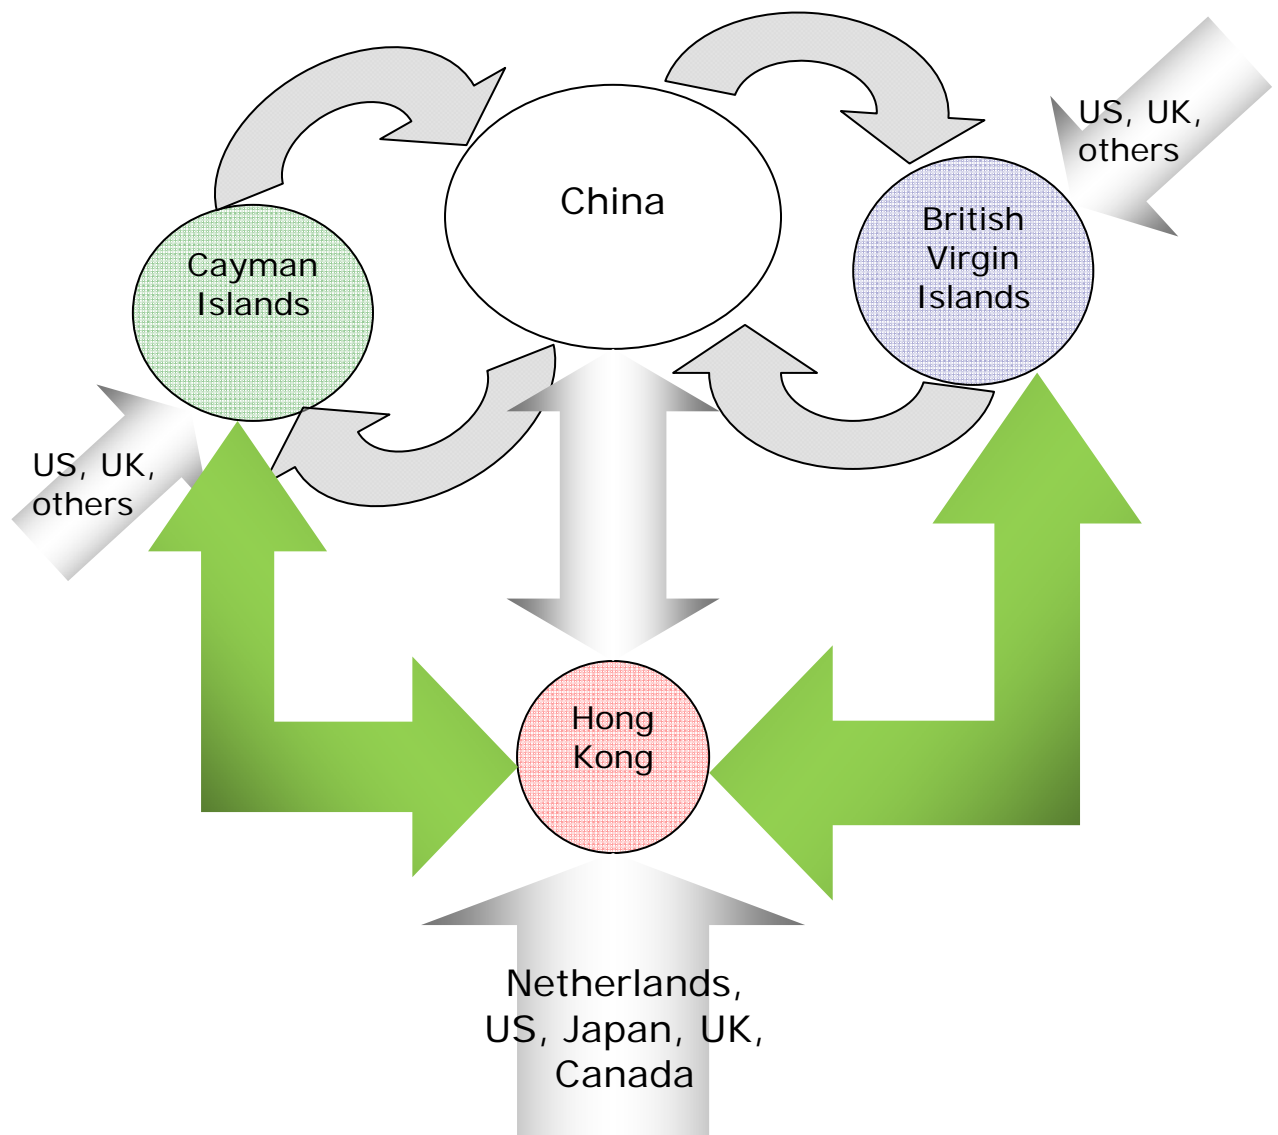 US, UK,
others
China
British
Virgin
Islands
Cayman
Islands
US, UK,
others
Hong
Kong
Netherlands,
US, Japan, UK,
Canada